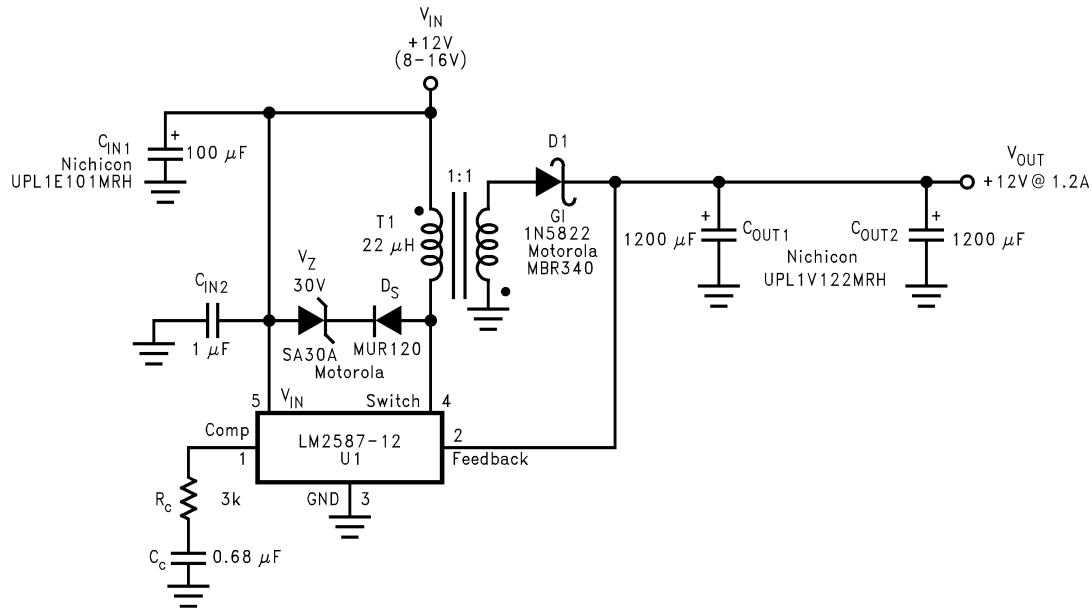 V_IN
+12V
(8-16V)
C_IN1
Nichicon
UPL1E101MRH
+
100 µF
D1
V_OUT
+12V @ 1.2A
1:1
T1
22 µH
GI
1N5822
Motorola
MBR340
+
1200 µF
C_OUT1
C_OUT2
+
1200 µF
Nichicon
UPL1V122MRH
V_Z
30V
D_S
C_IN2
1 µF
SA30A
MUR120
Motorola
5
V_IN
Switch
4
Comp
1
LM2587-12
U1
2
Feedback
GND
3
R_c
3k
C_c
0.68 µF